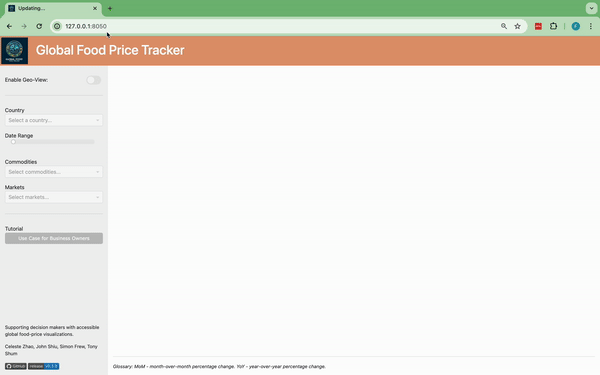 Updating...
127.0.0.1:8050
Global Food Price Tracker
Enable Geo-View:
Country
Select a country...
Date Range
Commodities
Select commodities...
Markets
Select markets...
Tutorial
Use Case for Business Owners
Supporting decision makers with accessible
global food-price visualizations.
Celeste Zhao, John Shiu, Simon Frew, Tony
Shum
GitHub release v0.1.9
Glossary: MoM - month-over-month percentage change. YoY - year-over-year percentage change.